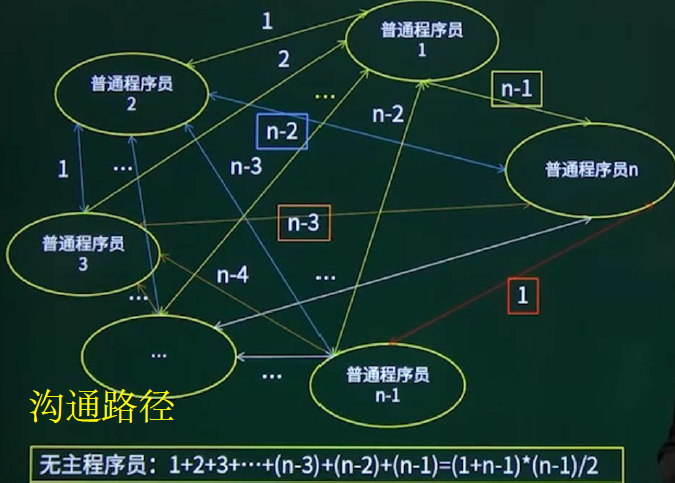 1
普通程序员
1
2
普通程序员
2
...
n-1
n-2
n-2
1
...
n-3
普通程序员n
普通程序员
3
n-3
n-4
...
...
1
...
...
普通程序员
n-1
沟通路径
无主程序员：1+2+3+···+(n-3)+(n-2)+(n-1)=(1+n-1)*(n-1)/2